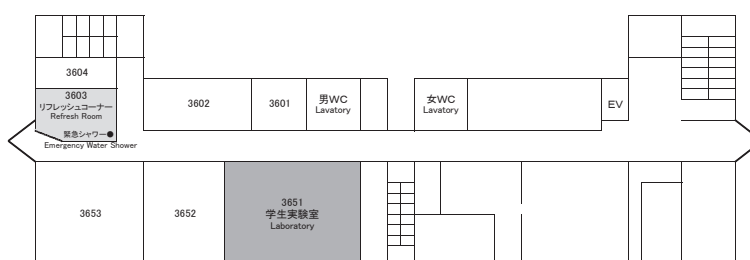 3604
3603
リフレッシュコーナー
Refresh Room
緊急シャワー●
Emergency Water Shower
3602
3601
男WC
Lavatory
女WC
Lavatory
EV
3653
3652
3651
学生実験室
Laboratory